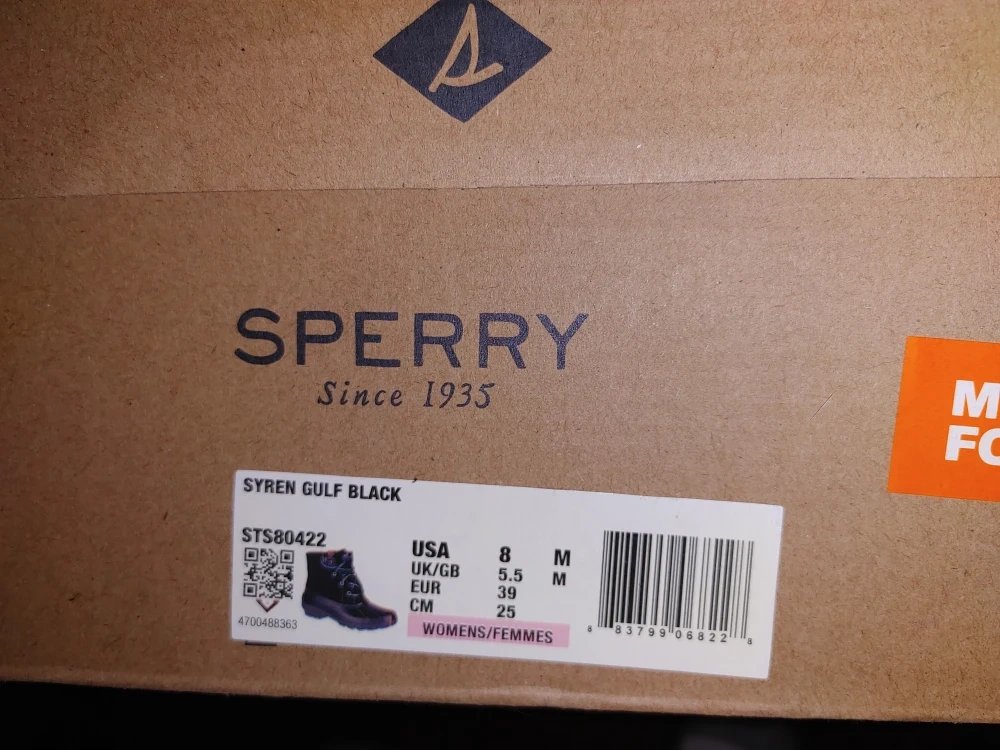 SPERRY
Since 1935
SYREN GULF BLACK
STS80422
USA 8 M
UK/GB 5.5 M
EUR 39
CM 25
WOMENS/FEMMES
4700488363
8 83799 06822 8